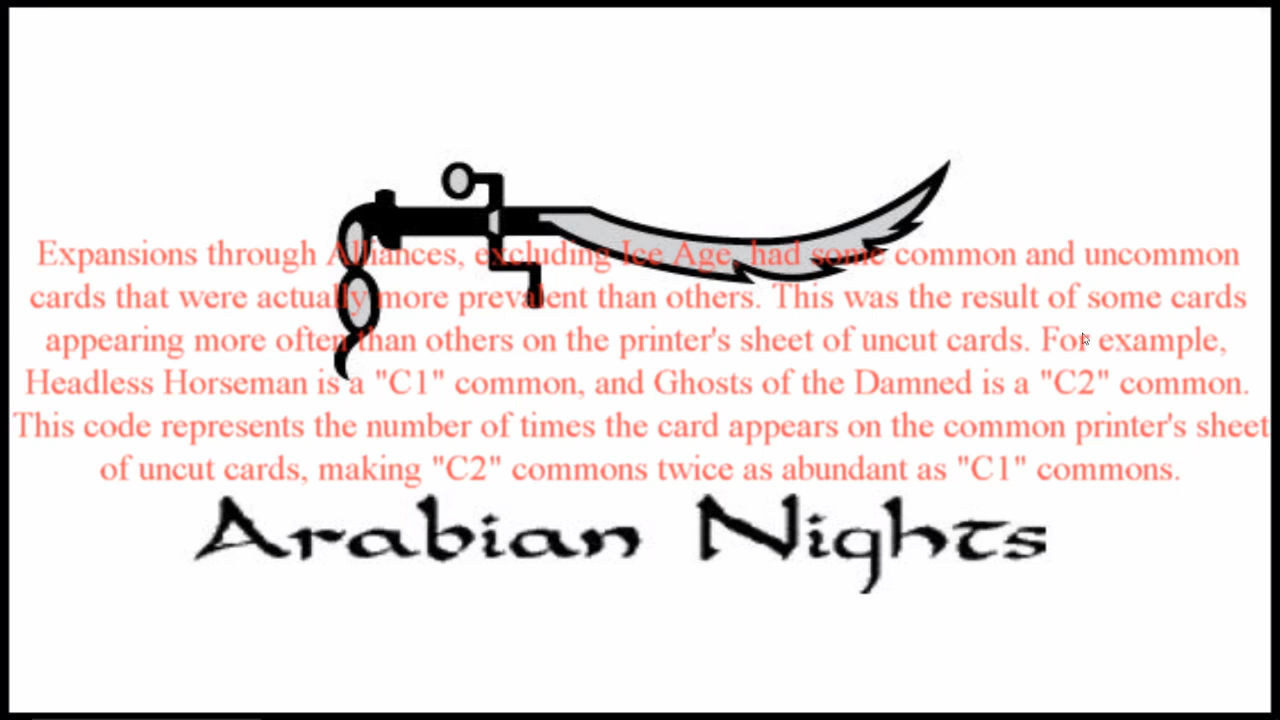 Expansions through Alliances, excluding Ice Age, had some common and uncommon
cards that were actually more prevalent than others. This was the result of some cards
appearing more often than others on the printer's sheet of uncut cards. For example,
Headless Horseman is a "C1" common, and Ghosts of the Damned is a "C2" common.
This code represents the number of times the card appears on the common printer's sheet
of uncut cards, making "C2" commons twice as abundant as "C1" commons.
Arabian Nights